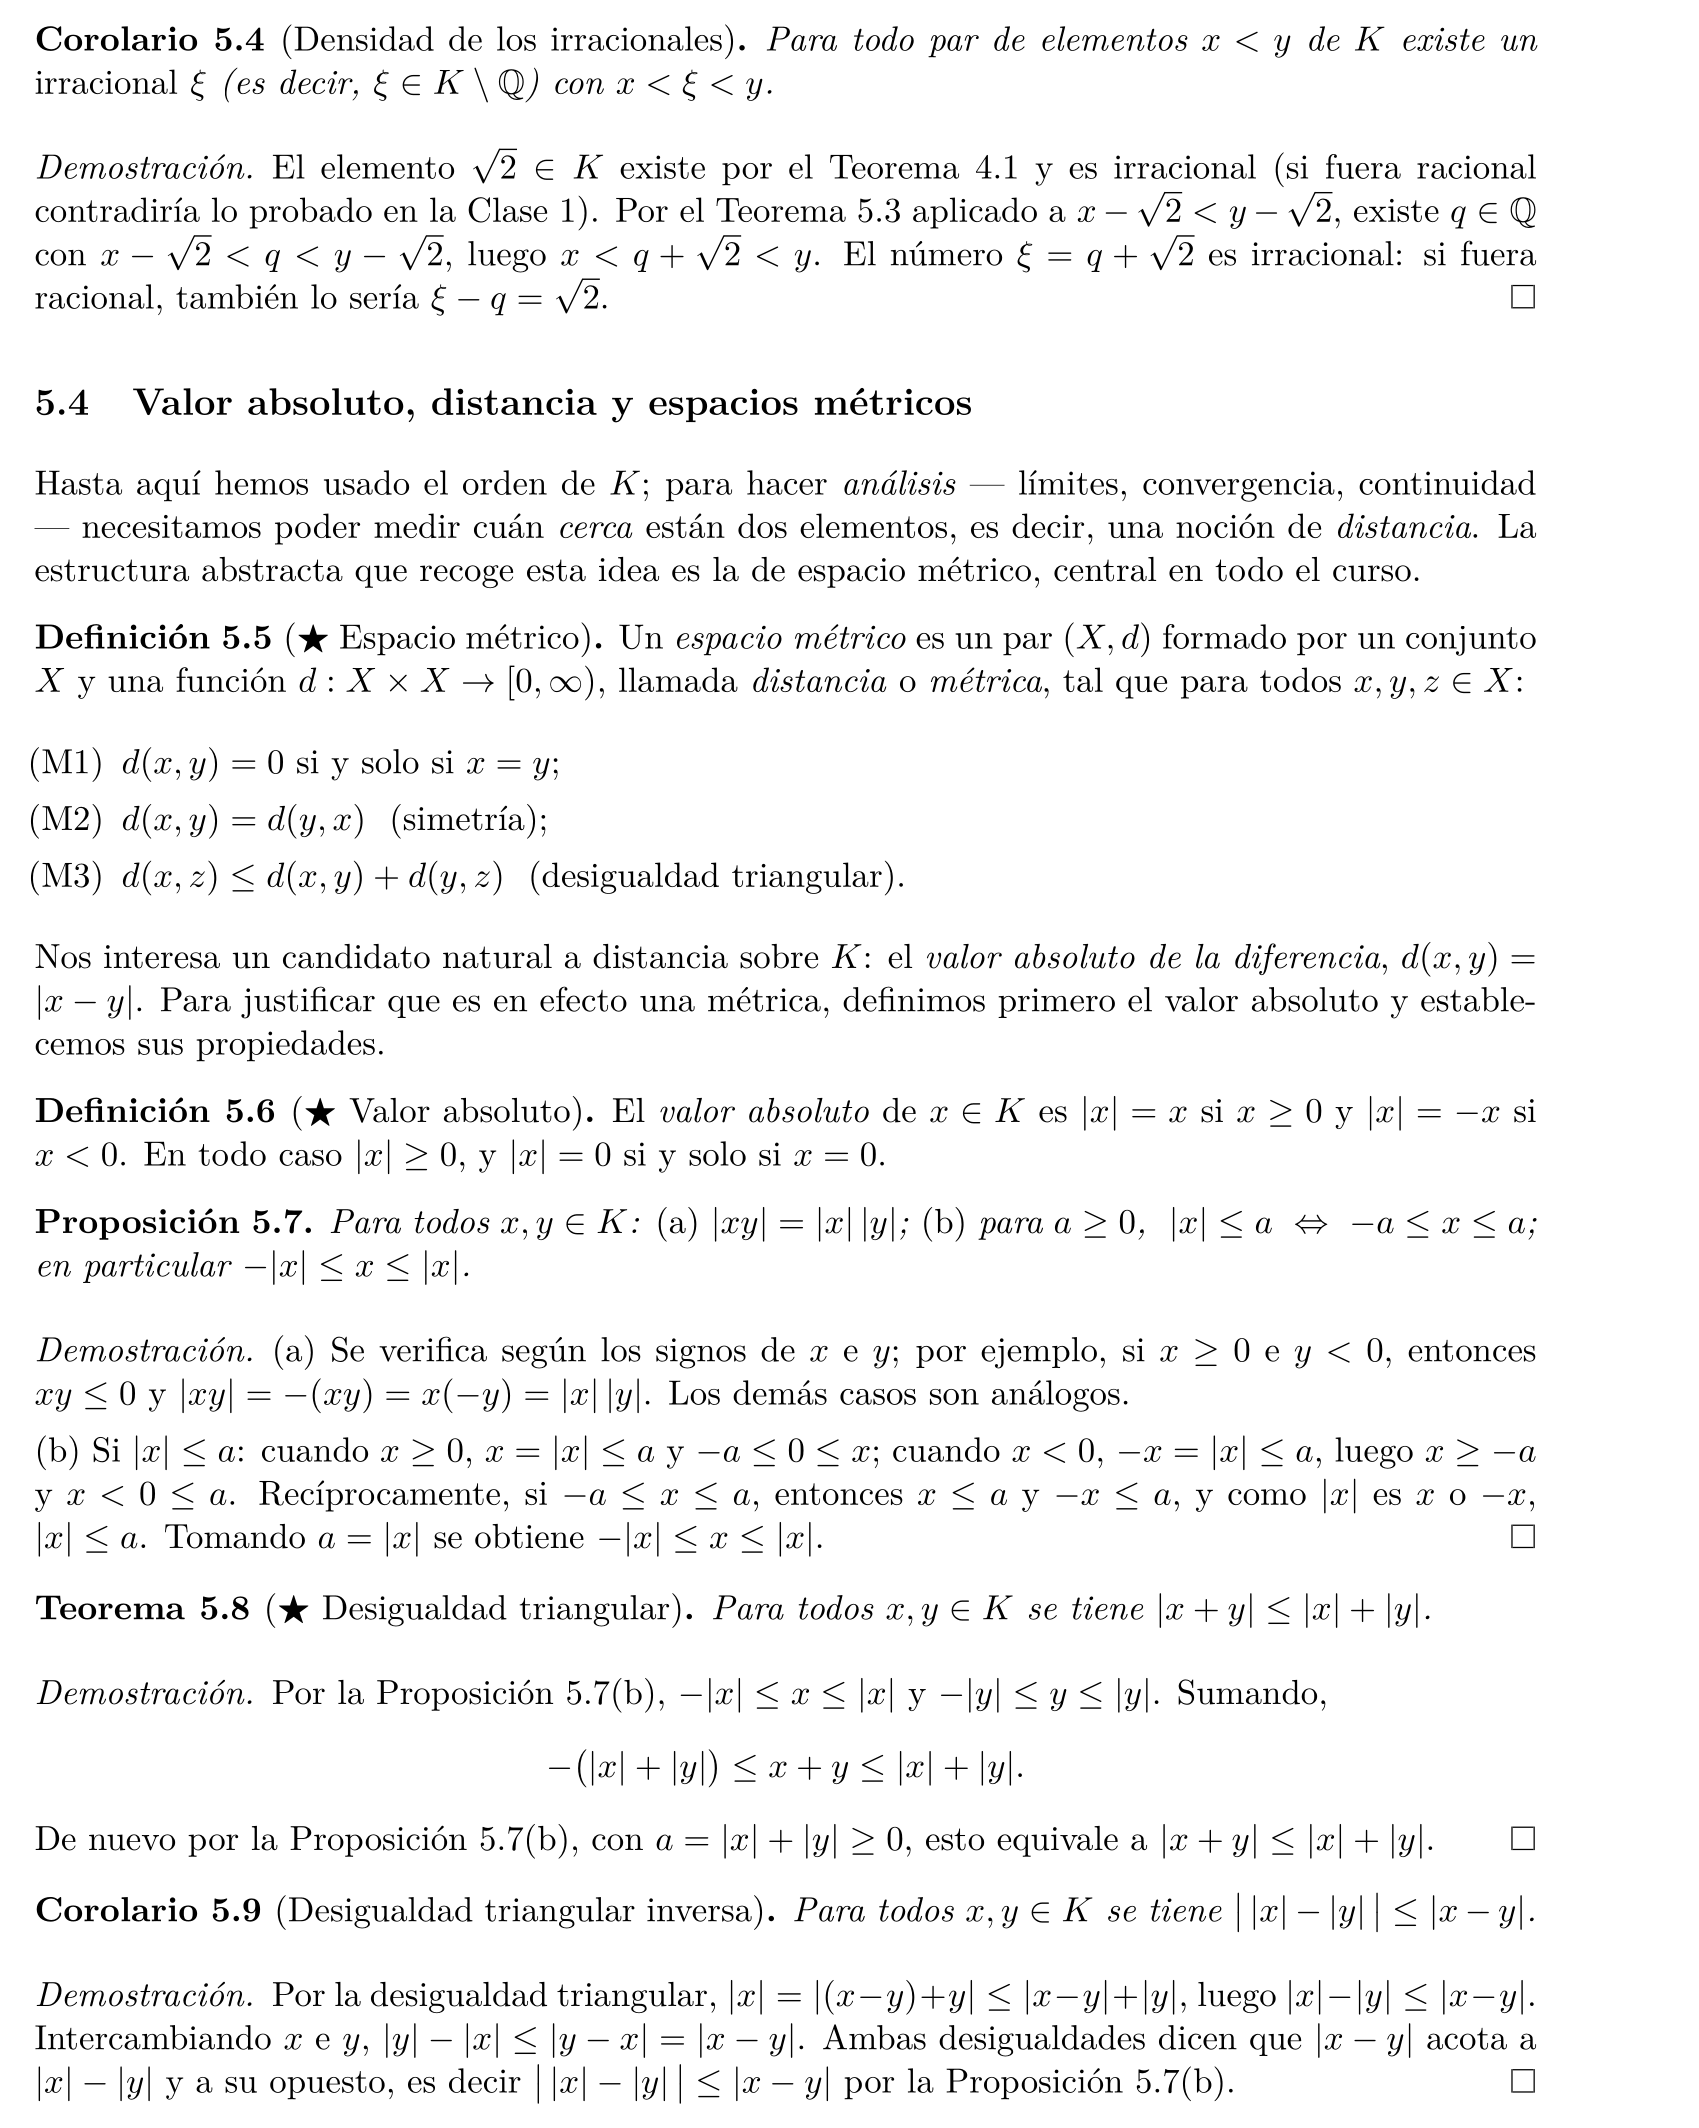 Corolario 5.4 (Densidad de los irracionales). Para todo par de elementos x < y de K existe un
irracional ξ (es decir, ξ ∈ K \ ℚ) con x < ξ < y.
Demostración. El elemento √2 ∈ K existe por el Teorema 4.1 y es irracional (si fuera racional
contradiría lo probado en la Clase 1). Por el Teorema 5.3 aplicado a x − √2 < y − √2, existe q ∈ ℚ
con x − √2 < q < y − √2, luego x < q + √2 < y. El número ξ = q + √2 es irracional: si fuera
racional, también lo sería ξ − q = √2. □
5.4 Valor absoluto, distancia y espacios métricos
Hasta aquí hemos usado el orden de K; para hacer análisis — límites, convergencia, continuidad
— necesitamos poder medir cuán cerca están dos elementos, es decir, una noción de distancia. La
estructura abstracta que recoge esta idea es la de espacio métrico, central en todo el curso.
Definición 5.5 (★ Espacio métrico). Un espacio métrico es un par (X, d) formado por un conjunto
X y una función d : X × X → [0, ∞), llamada distancia o métrica, tal que para todos x, y, z ∈ X:
(M1) d(x, y) = 0 si y solo si x = y;
(M2) d(x, y) = d(y, x) (simetría);
(M3) d(x, z) ≤ d(x, y) + d(y, z) (desigualdad triangular).
Nos interesa un candidato natural a distancia sobre K: el valor absoluto de la diferencia, d(x, y) =
|x − y|. Para justificar que es en efecto una métrica, definimos primero el valor absoluto y estable-
cemos sus propiedades.
Definición 5.6 (★ Valor absoluto). El valor absoluto de x ∈ K es |x| = x si x ≥ 0 y |x| = −x si
x < 0. En todo caso |x| ≥ 0, y |x| = 0 si y solo si x = 0.
Proposición 5.7. Para todos x, y ∈ K: (a) |xy| = |x| |y|; (b) para a ≥ 0, |x| ≤ a ⇔ −a ≤ x ≤ a;
en particular −|x| ≤ x ≤ |x|.
Demostración. (a) Se verifica según los signos de x e y; por ejemplo, si x ≥ 0 e y < 0, entonces
xy ≤ 0 y |xy| = −(xy) = x(−y) = |x| |y|. Los demás casos son análogos.
(b) Si |x| ≤ a: cuando x ≥ 0, x = |x| ≤ a y −a ≤ 0 ≤ x; cuando x < 0, −x = |x| ≤ a, luego x ≥ −a
y x < 0 ≤ a. Recíprocamente, si −a ≤ x ≤ a, entonces x ≤ a y −x ≤ a, y como |x| es x o −x,
|x| ≤ a. Tomando a = |x| se obtiene −|x| ≤ x ≤ |x|. □
Teorema 5.8 (★ Desigualdad triangular). Para todos x, y ∈ K se tiene |x + y| ≤ |x| + |y|.
Demostración. Por la Proposición 5.7(b), −|x| ≤ x ≤ |x| y −|y| ≤ y ≤ |y|. Sumando,
−(|x| + |y|) ≤ x + y ≤ |x| + |y|.
De nuevo por la Proposición 5.7(b), con a = |x| + |y| ≥ 0, esto equivale a |x + y| ≤ |x| + |y|. □
Corolario 5.9 (Desigualdad triangular inversa). Para todos x, y ∈ K se tiene | |x| − |y| | ≤ |x − y|.
Demostración. Por la desigualdad triangular, |x| = |(x−y)+y| ≤ |x−y|+|y|, luego |x|−|y| ≤ |x−y|.
Intercambiando x e y, |y| − |x| ≤ |y − x| = |x − y|. Ambas desigualdades dicen que |x − y| acota a
|x| − |y| y a su opuesto, es decir | |x| − |y| | ≤ |x − y| por la Proposición 5.7(b). □